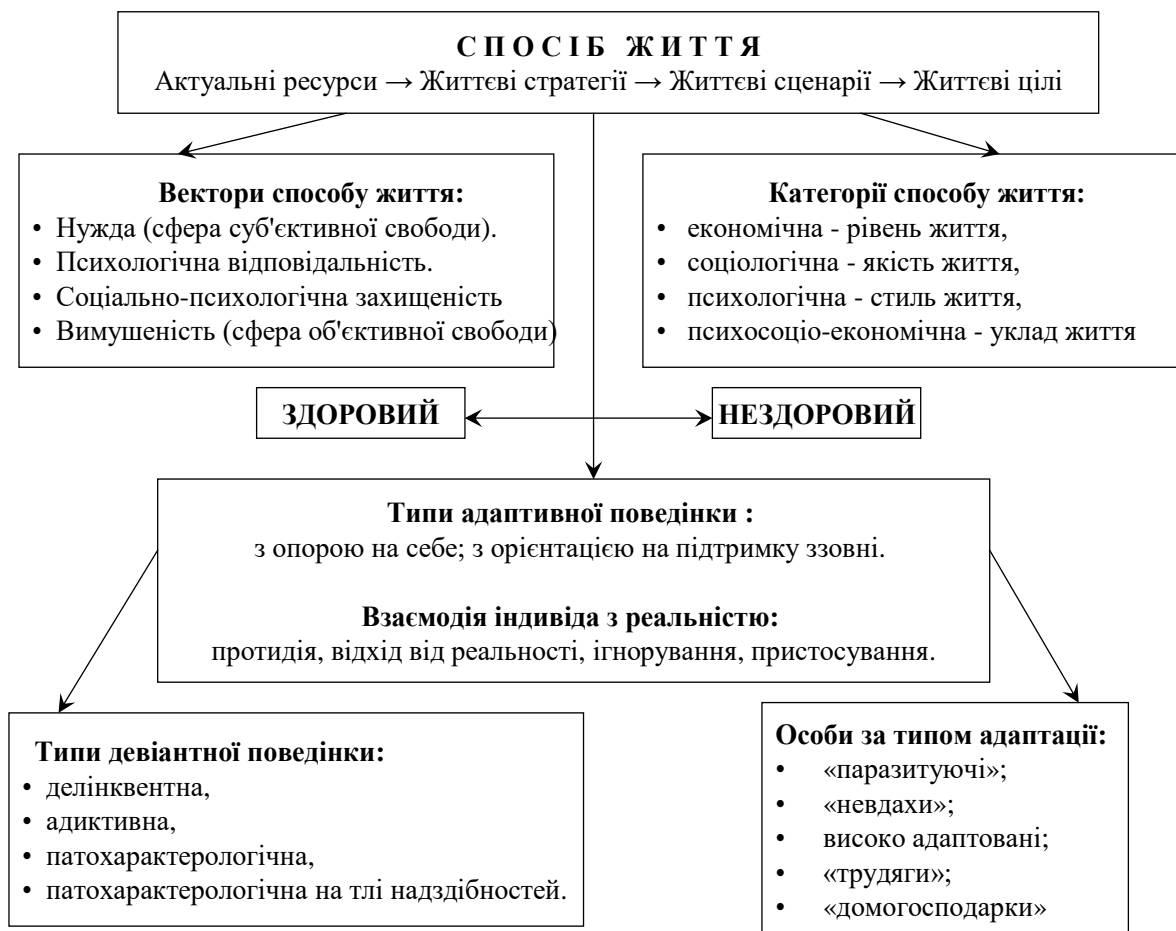 СПОСІБ ЖИТТЯ
Актуальні ресурси → Життєві стратегії → Життєві сценарії → Життєві цілі
Вектори способу життя:
• Нужда (сфера суб'єктивної свободи).
• Психологічна відповідальність.
• Соціально-психологічна захищеність
• Вимушеність (сфера об'єктивної свободи)
Категорії способу життя:
• економічна - рівень життя,
• соціологічна - якість життя,
• психологічна - стиль життя,
• психосоціо-економічна - уклад життя
ЗДОРОВИЙ
НЕЗДОРОВИЙ
Типи адаптивної поведінки :
з опорою на себе; з орієнтацією на підтримку ззовні.
Взаємодія індивіда з реальністю:
протидія, відхід від реальності, ігнорування, пристосування.
Типи девіантної поведінки:
• делінквентна,
• адиктивна,
• патохарактерологічна,
• патохарактерологічна на тлі надздібностей.
Особи за типом адаптації:
• «паразитуючі»;
• «невдахи»;
• високо адаптовані;
• «трудяги»;
• «домогосподарки»